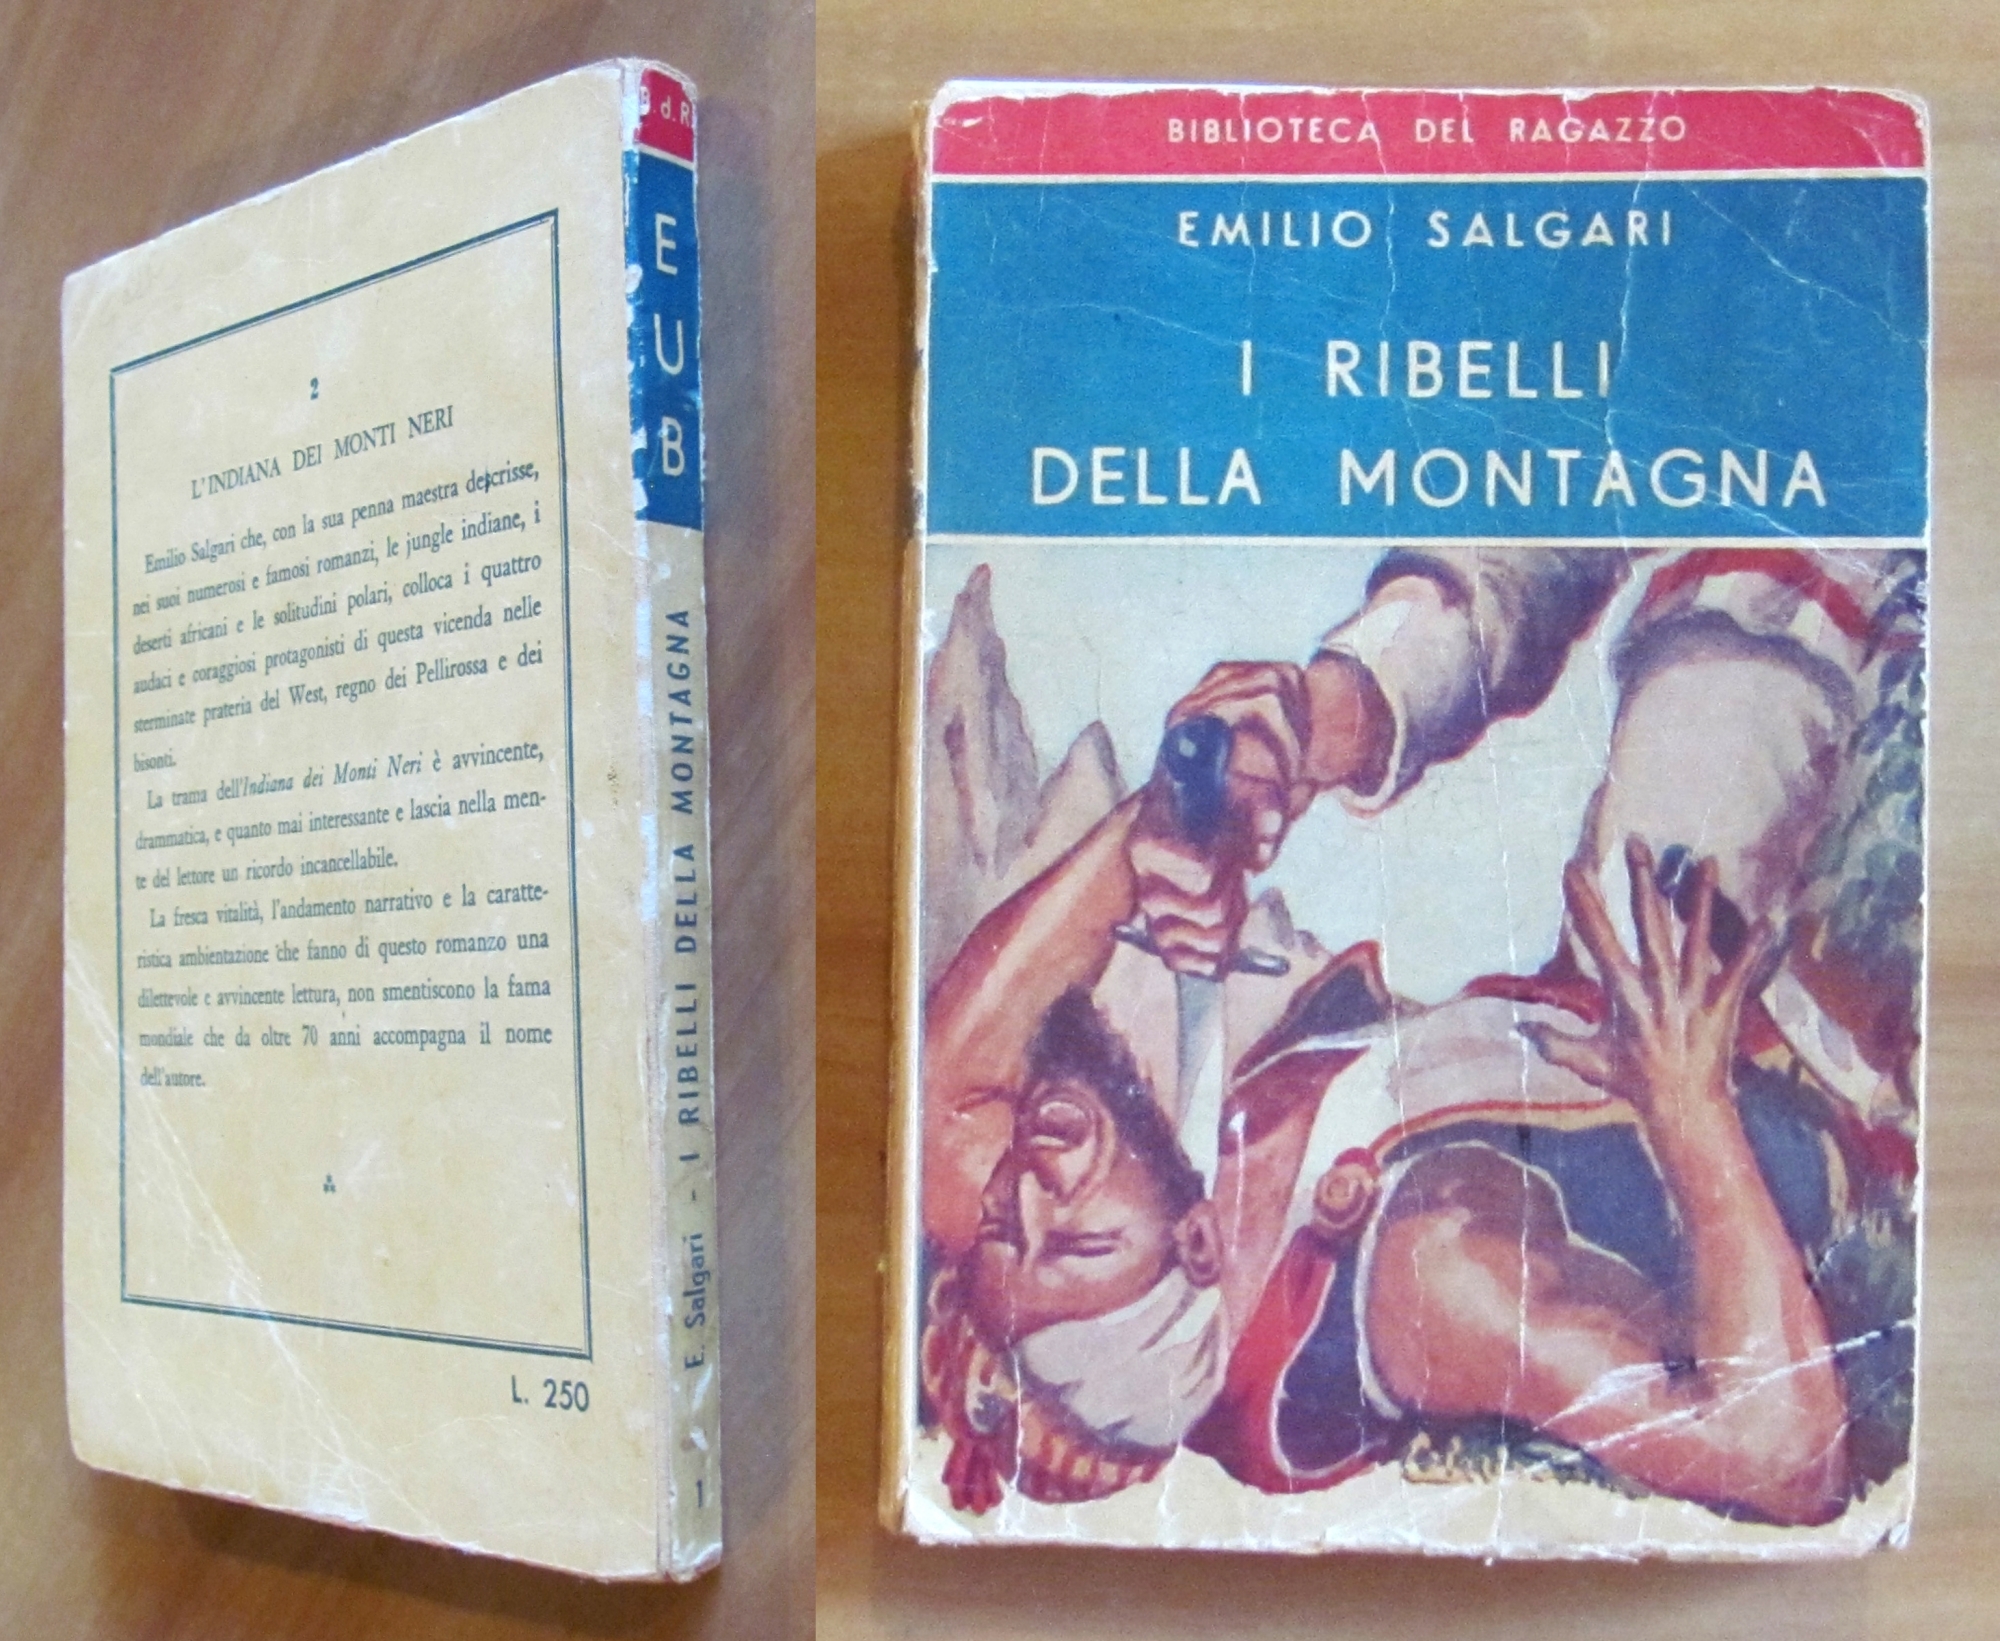 2
L'INDIANA DEI MONTI NERI
Emilio Salgari che, con la sua penna maestra descrisse,
nei suoi numerosi e famosi romanzi, le jungle indiane, i
deserti africani e le solitudini polari, colloca i quattro
audaci e coraggiosi protagonisti di questa vicenda nelle
sterminate prateria del West, regno dei Pellirossa e dei
bisonti.
La trama dell'Indiana dei Monti Neri è avvincente,
drammatica, e quanto mai interessante e lascia nella men-
te del lettore un ricordo incancellabile.
La fresca vitalità, l'andamento narrativo e la caratte-
ristica ambientazione che fanno di questo romanzo una
dilettevole e avvincente lettura, non smentiscono la fama
mondiale che da oltre 70 anni accompagna il nome
dell'autore.
L. 250
B.d.R
EUB
1 E. Salgari - I RIBELLI DELLA MONTAGNA
BIBLIOTECA DEL RAGAZZO
EMILIO SALGARI
I RIBELLI
DELLA MONTAGNA